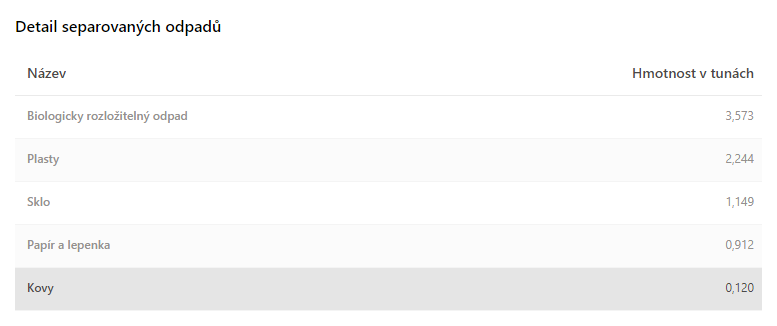 Detail separovaných odpadů
Název Hmotnost v tunách
Biologicky rozložitelný odpad 3,573
Plasty 2,244
Sklo 1,149
Papír a lepenka 0,912
Kovy 0,120